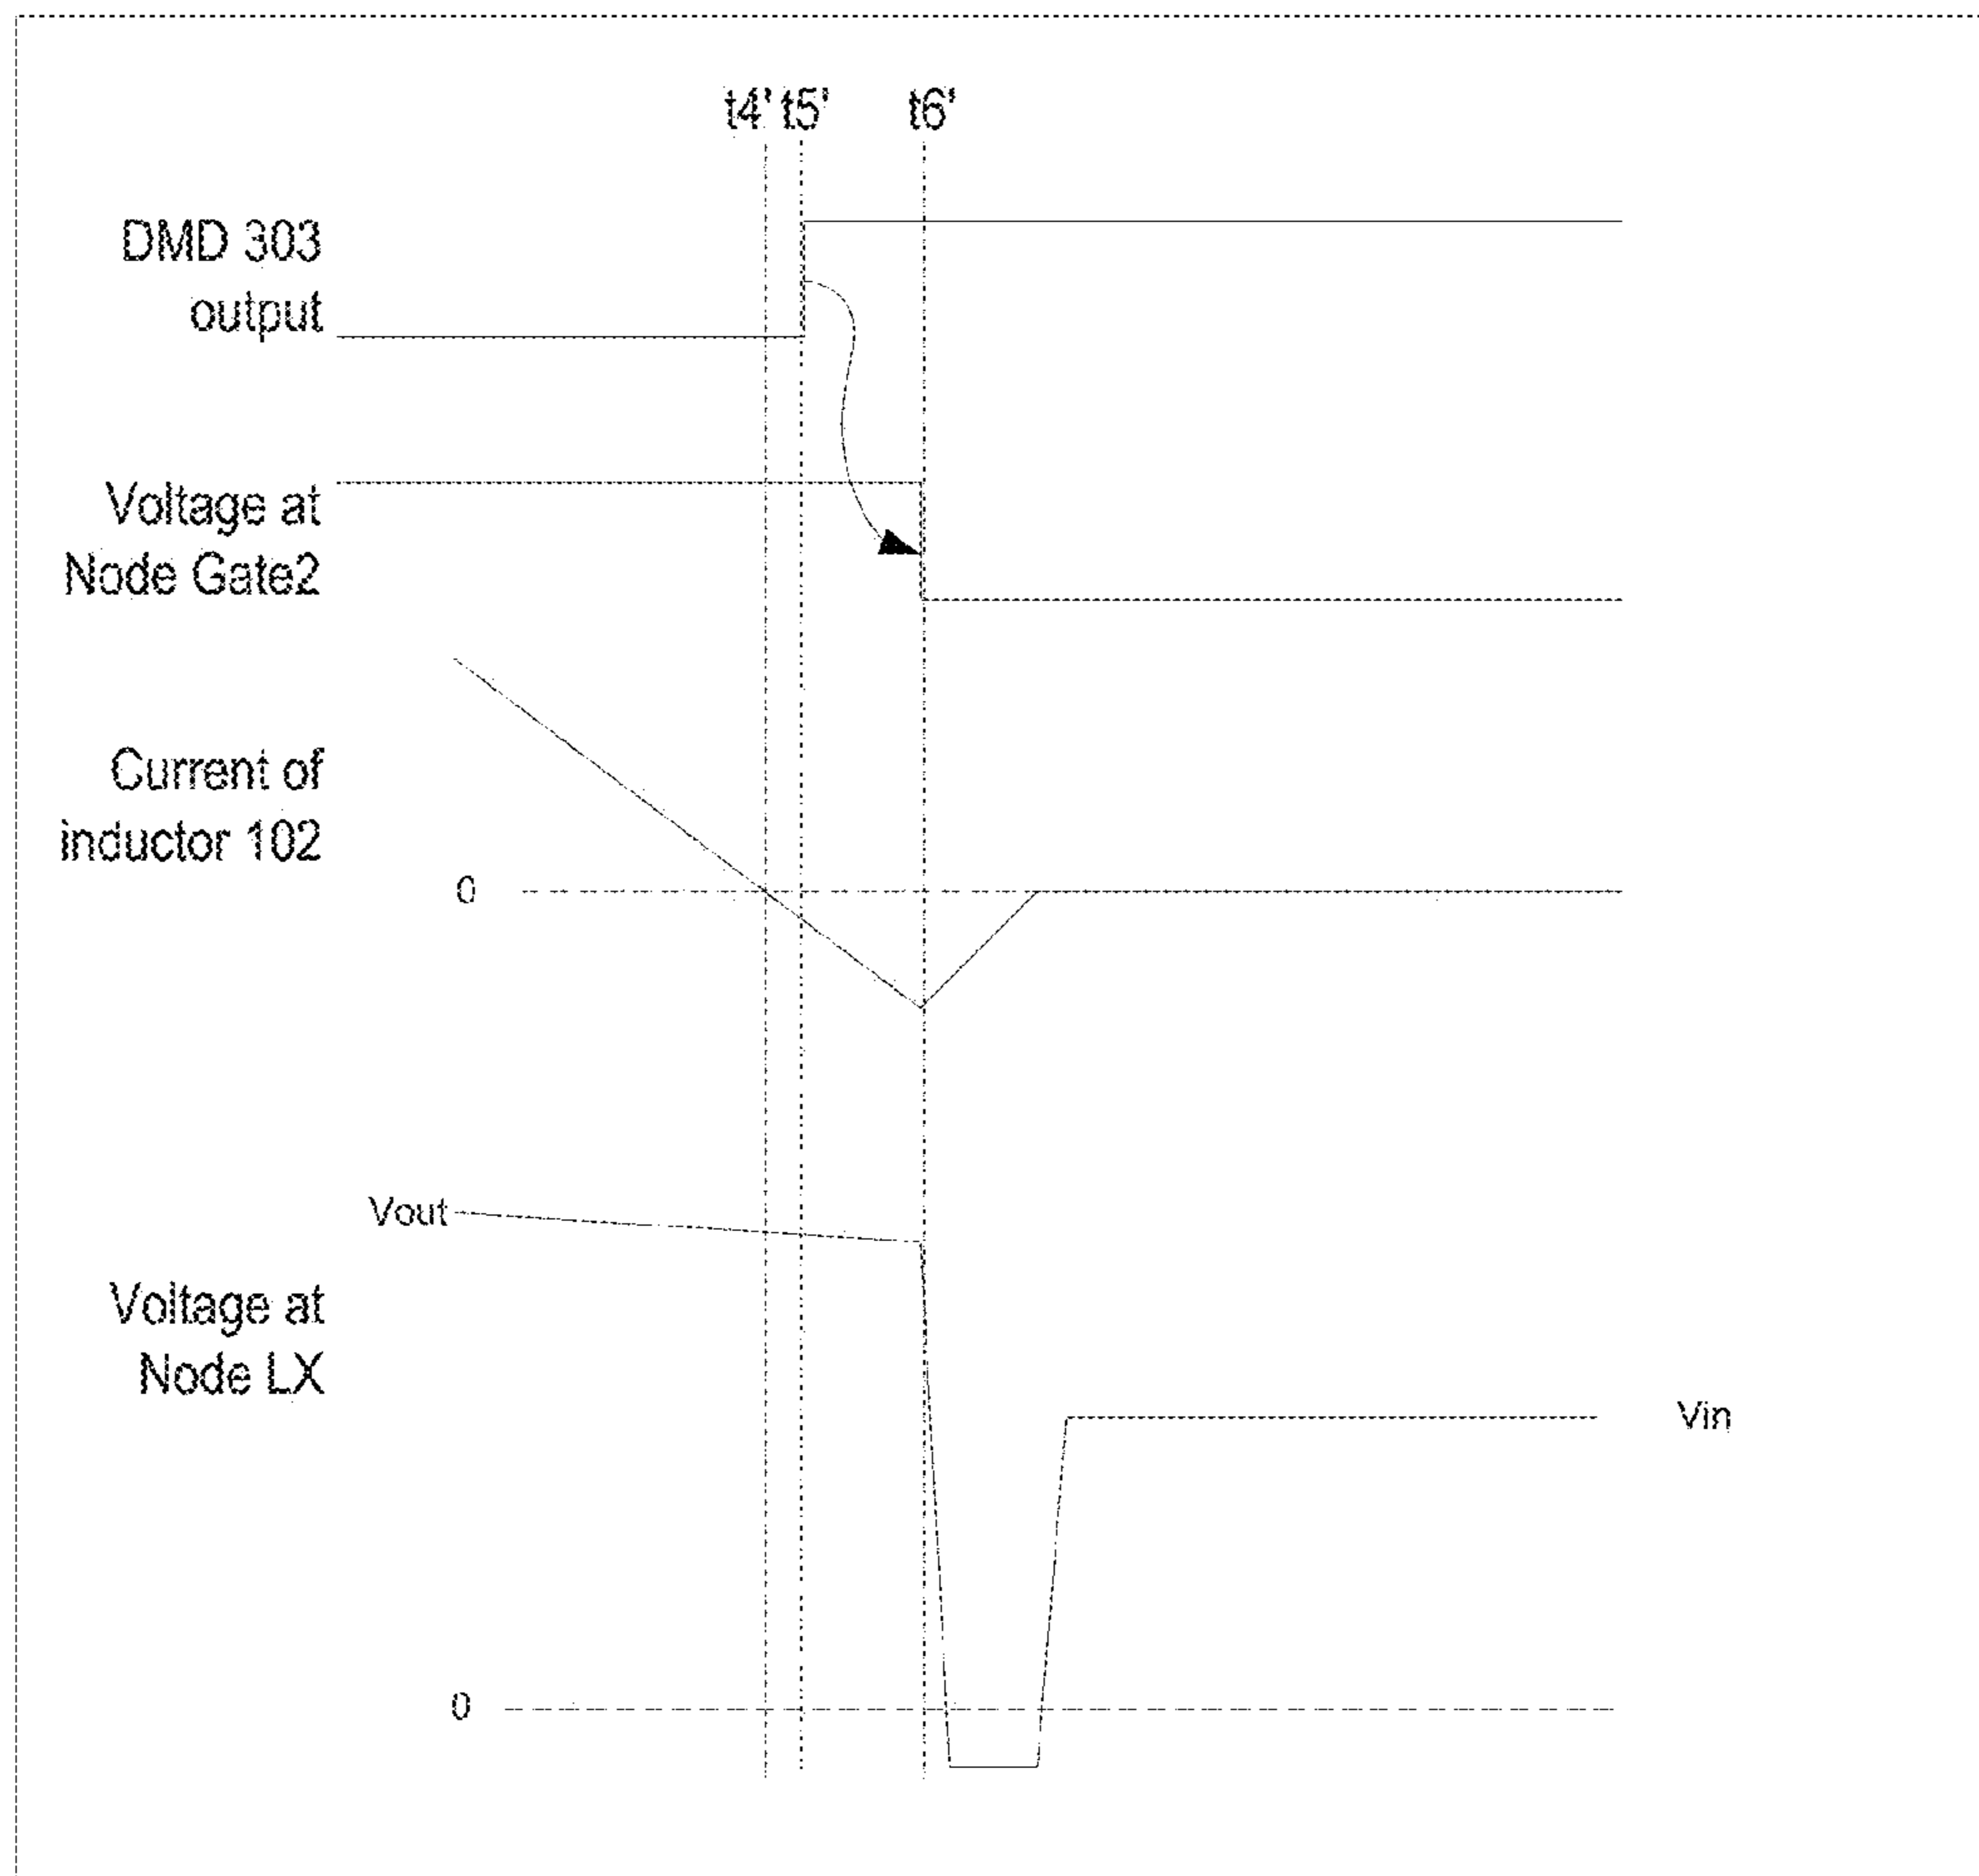 t4' t5' t6'
DMD 303
output
Voltage at
Node Gate2
Current of
inductor 102
0
Vout
Voltage at
Node LX
Vin
0